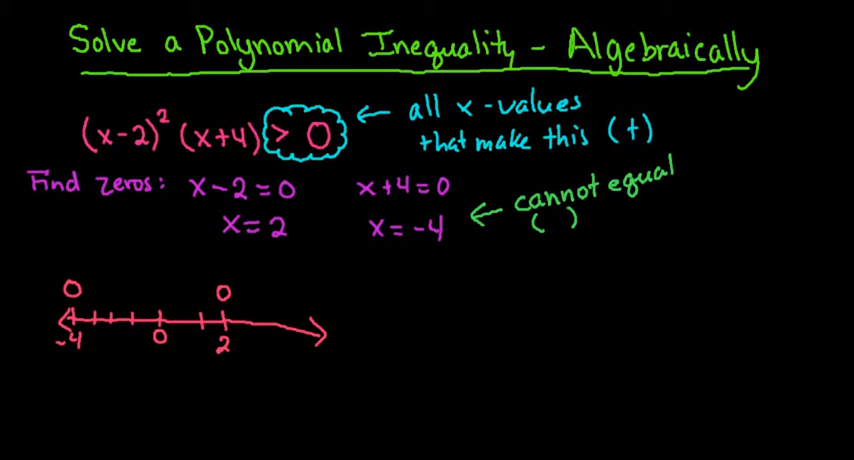 Solve a Polynomial Inequality - Algebraically
(x-2)² (x+4) > 0 ← all x-values
that make this (+)
Find zeros: x-2=0 x+4=0
x=2 x=-4 ← cannot equal
( )
0 0
-4 0 2